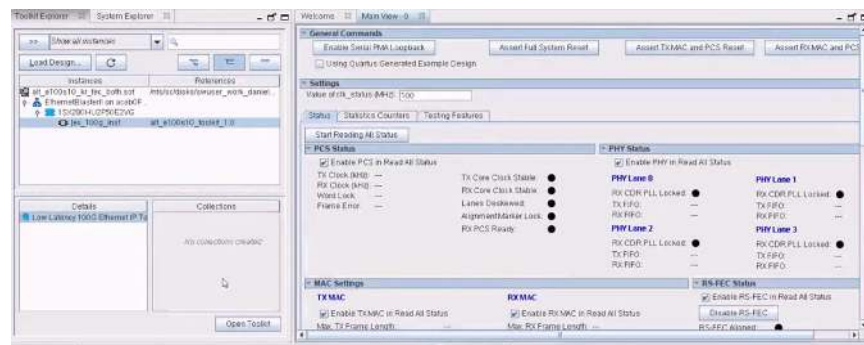 Toolkit Explorer
System Explorer
Show all instances
Load Design...
Instances
References
alt_e100s10_kr_fec_both.sof
EthernetBlasterII on acsb0F...
1SX280HU2F50E2VG
alt_e100s10_toolkit_1.0
Details
Collections
Low Latency 100G Ethernet IP To
No collections created
Open Toolkit
Welcome
Main View -0
General Commands
Enable Serial PMA Loopback
Assert Full System Reset
Assert TX MAC and PCS Reset
Assert RX MAC and PCS
Using Quartus Generated Example Design
Settings
Value of clk_status (MHz): 100
Status
Statistics Counters
Testing Features
Start Reading All Status
PCS Status
Enable PCS in Read All Status
TX Clock (kHz): ---
RX Clock (kHz): ---
Word Lock: ---
Frame Error: ---
TX Core Clock Stable:
RX Core Clock Stable:
Lanes Deskewed:
Alignment Marker Lock:
RX PCS Ready:
PHY Status
Enable PHY in Read All Status
PHY Lane 0
RX CDR PLL Locked:
TX FIFO: ---
RX FIFO: ---
PHY Lane 1
RX CDR PLL Locked:
TX FIFO: ---
RX FIFO: ---
PHY Lane 2
RX CDR PLL Locked:
TX FIFO: ---
RX FIFO: ---
PHY Lane 3
RX CDR PLL Locked:
TX FIFO: ---
RX FIFO: ---
MAC Settings
TX MAC
Enable TX MAC in Read All Status
Max. TX Frame Length: ---
RX MAC
Enable RX MAC in Read All Status
Max. RX Frame Length: ---
RS-FEC Status
Enable RS-FEC in Read All Status
Disable RS-FEC
RS-FEC Aligned: